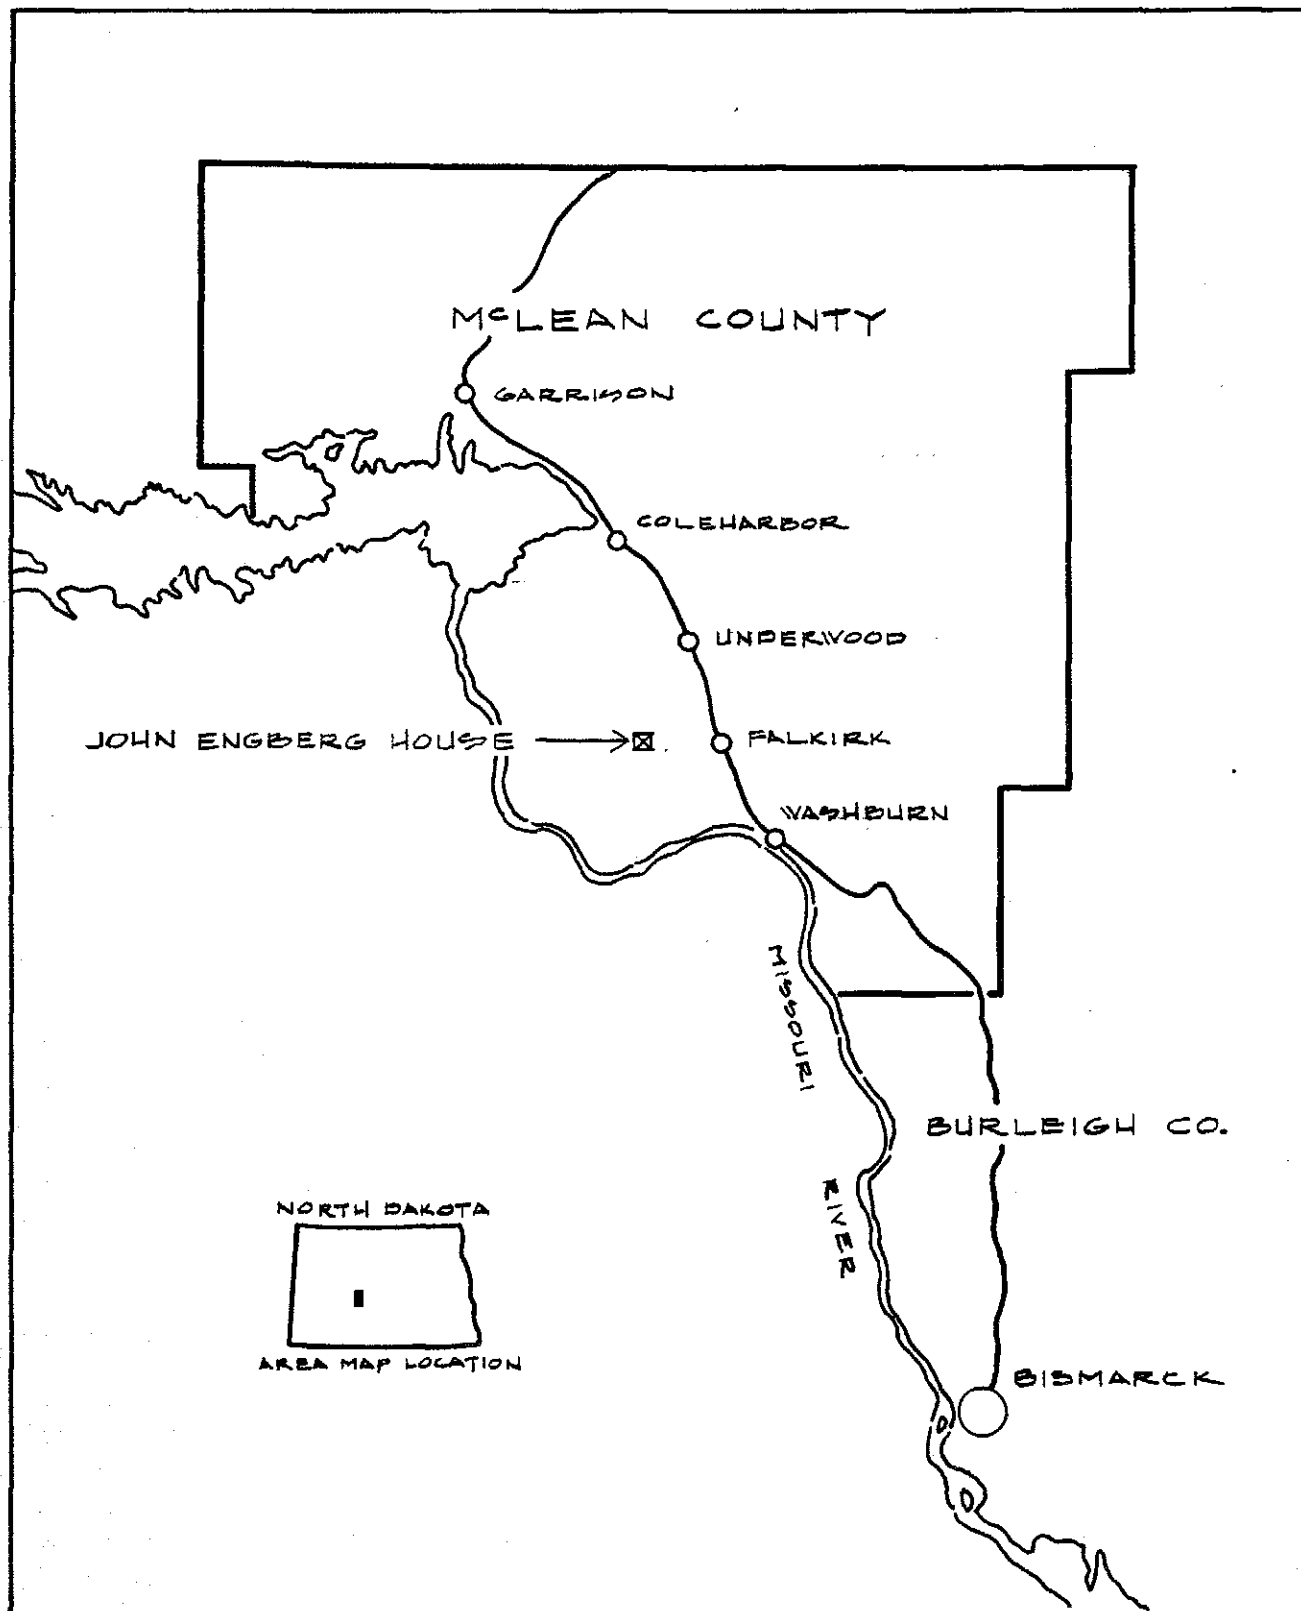 McLEAN COUNTY
GARRISON
COLEHARBOR
UNDERWOOD
JOHN ENGBERG HOUSE
FALKIRK
WASHBURN
MISSOURI
RIVER
BURLEIGH CO.
NORTH DAKOTA
AREA MAP LOCATION
BISMARCK